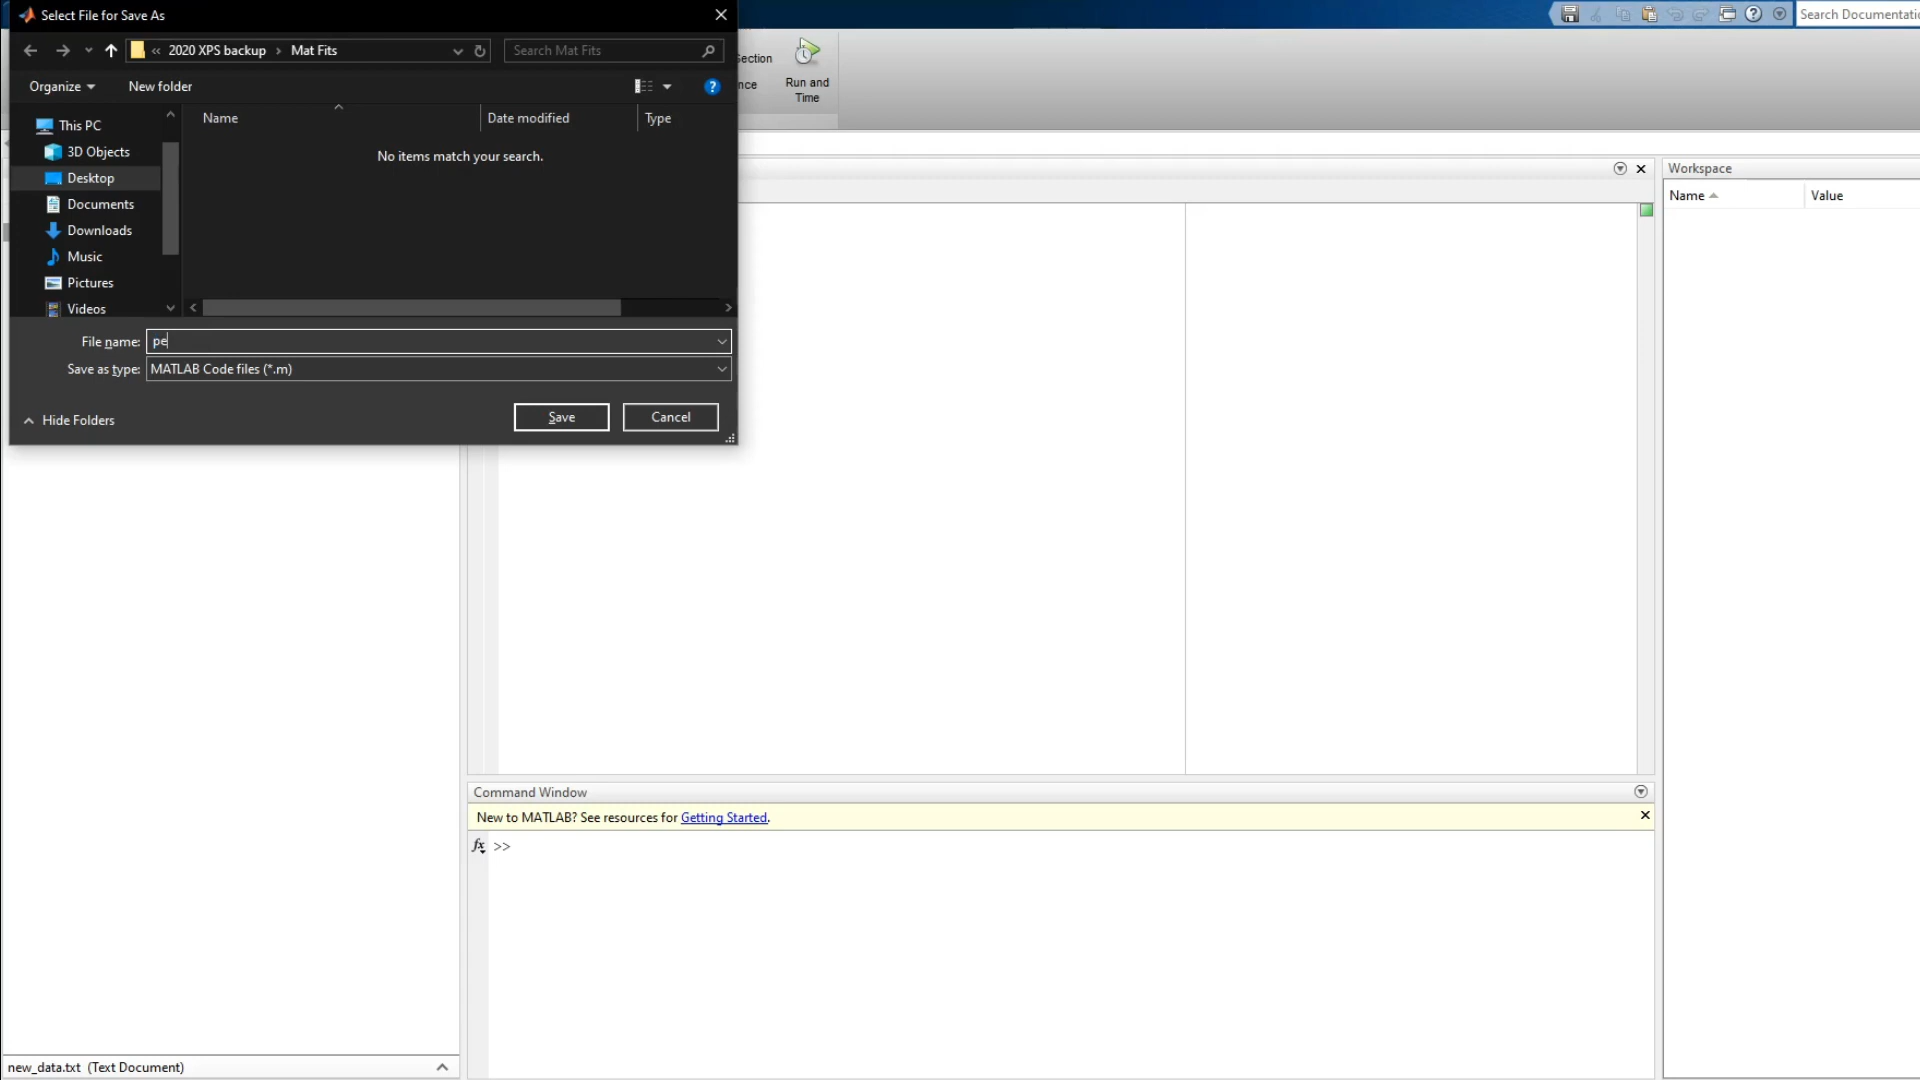 Select File for Save As
Search Documentatio
« 2020 XPS backup › Mat Fits
Search Mat Fits
Section
nce
Run and
Time
Organize
New folder
This PC
3D Objects
Desktop
Documents
Downloads
Music
Pictures
Videos
Name
Date modified
Type
No items match your search.
File name: pe
Save as type: MATLAB Code files (*.m)
Hide Folders
Save
Cancel
Workspace
Name
Value
Command Window
New to MATLAB? See resources for Getting Started.
fx >>
new_data.txt (Text Document)